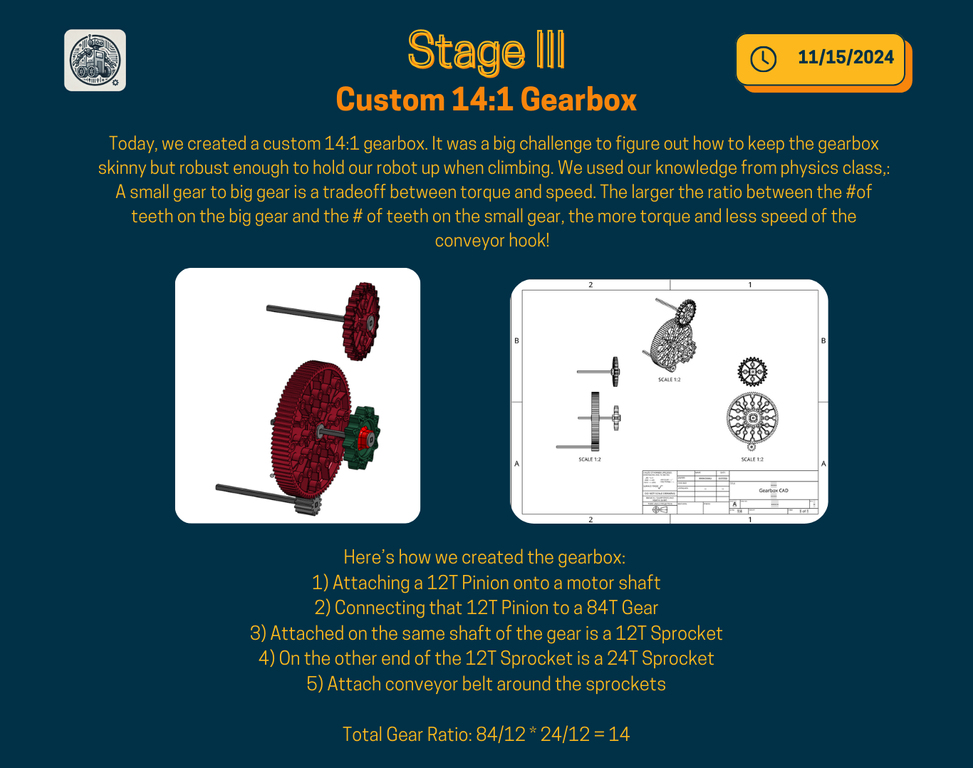 Stage III
11/15/2024
Custom 14:1 Gearbox
Today, we created a custom 14:1 gearbox. It was a big challenge to figure out how to keep the gearbox
skinny but robust enough to hold our robot up when climbing. We used our knowledge from physics class,:
A small gear to big gear is a tradeoff between torque and speed. The larger the ratio between the #of
teeth on the big gear and the # of teeth on the small gear, the more torque and less speed of the
conveyor hook!
2
1
B
B
SCALE 1:2
SCALE 1:2
SCALE 1:2
A
A
Gearbox CAD
A
2
1
Here's how we created the gearbox:
1) Attaching a 12T Pinion onto a motor shaft
2) Connecting that 12T Pinion to a 84T Gear
3) Attached on the same shaft of the gear is a 12T Sprocket
4) On the other end of the 12T Sprocket is a 24T Sprocket
5) Attach conveyor belt around the sprockets
Total Gear Ratio: 84/12 * 24/12 = 14